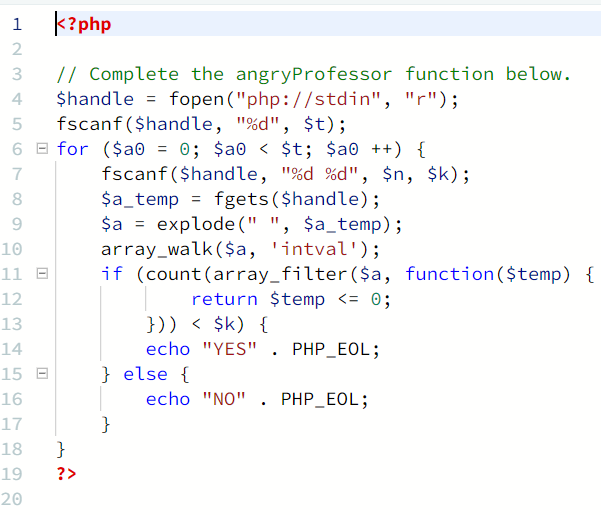 1 <?php
2
3 // Complete the angryProfessor function below.
4 $handle = fopen("php://stdin", "r");
5 fscanf($handle, "%d", $t);
6 for ($a0 = 0; $a0 < $t; $a0 ++) {
7     fscanf($handle, "%d %d", $n, $k);
8     $a_temp = fgets($handle);
9     $a = explode(" ", $a_temp);
10     array_walk($a, 'intval');
11     if (count(array_filter($a, function($temp) {
12             return $temp <= 0;
13         })) < $k) {
14         echo "YES" . PHP_EOL;
15     } else {
16         echo "NO" . PHP_EOL;
17     }
18 }
19 ?>
20